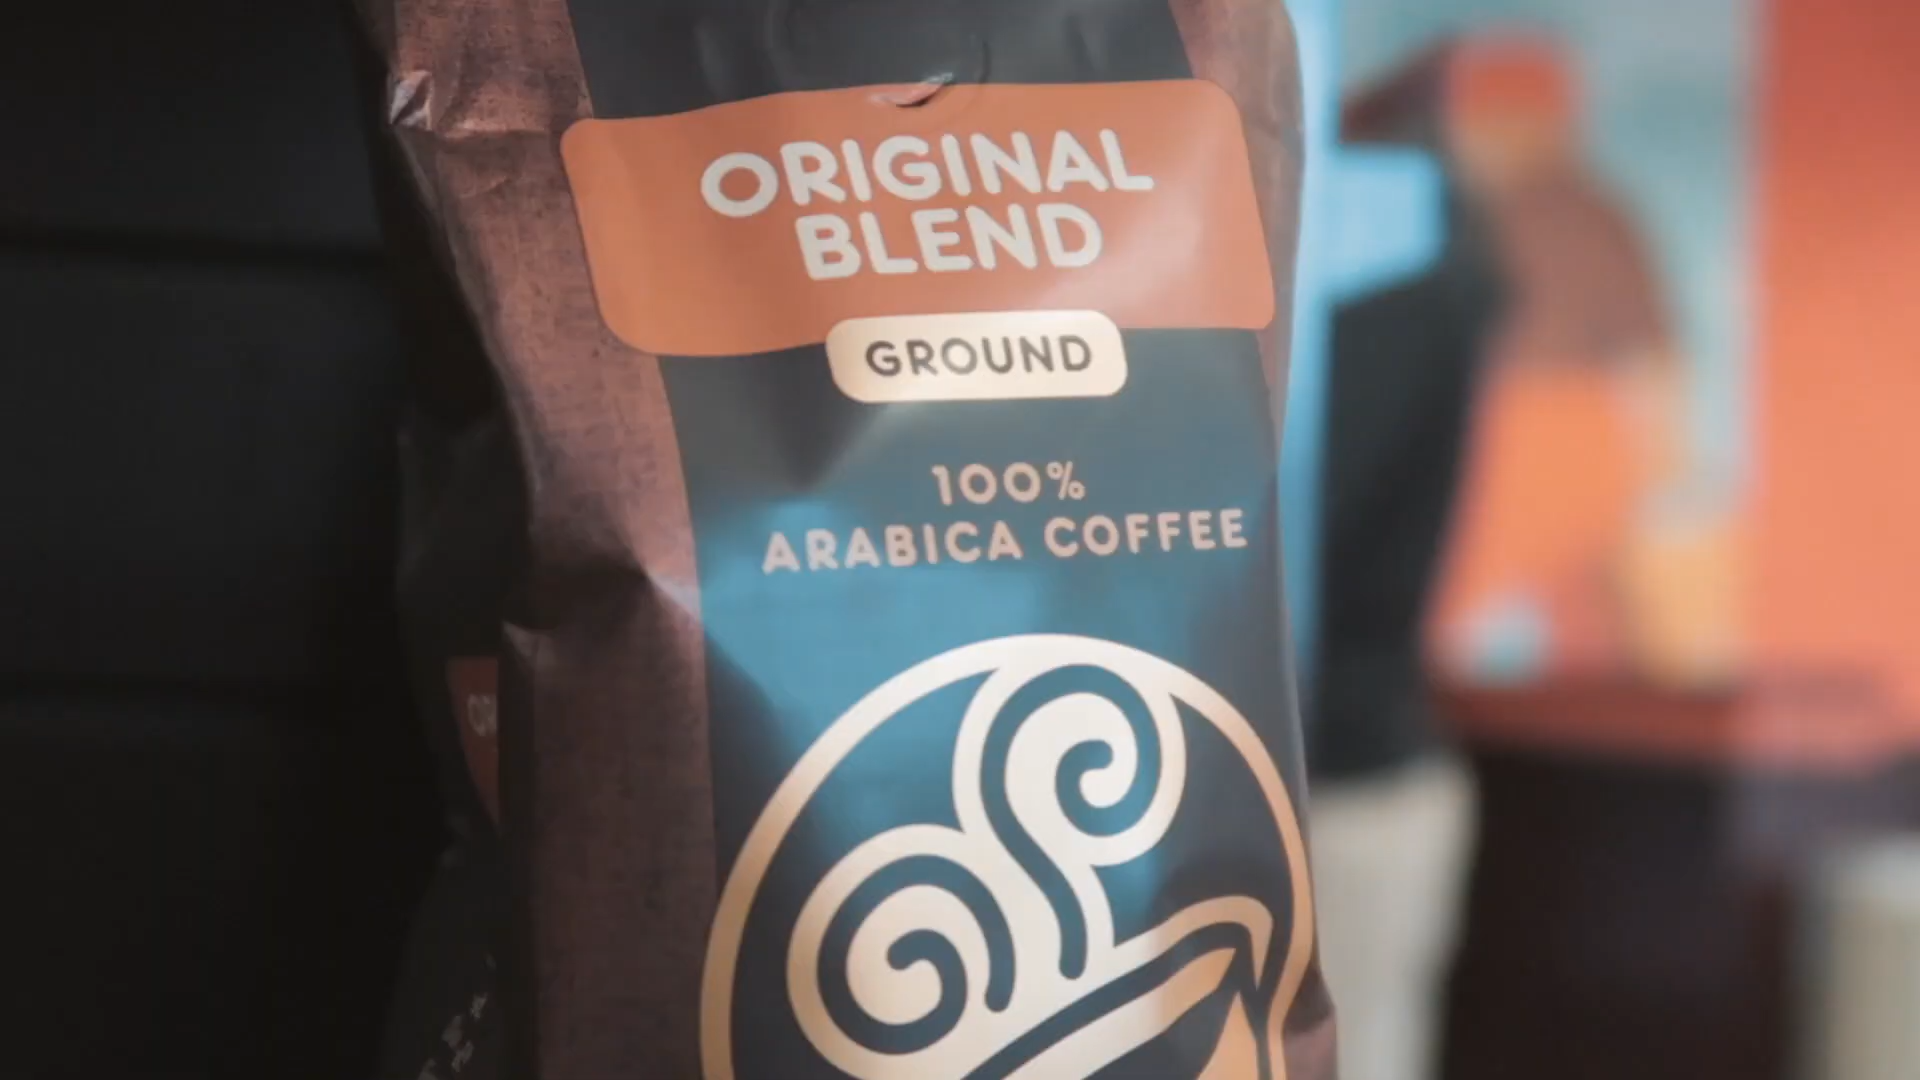 ORIGINAL
BLEND
GROUND
100%
ARABICA COFFEE